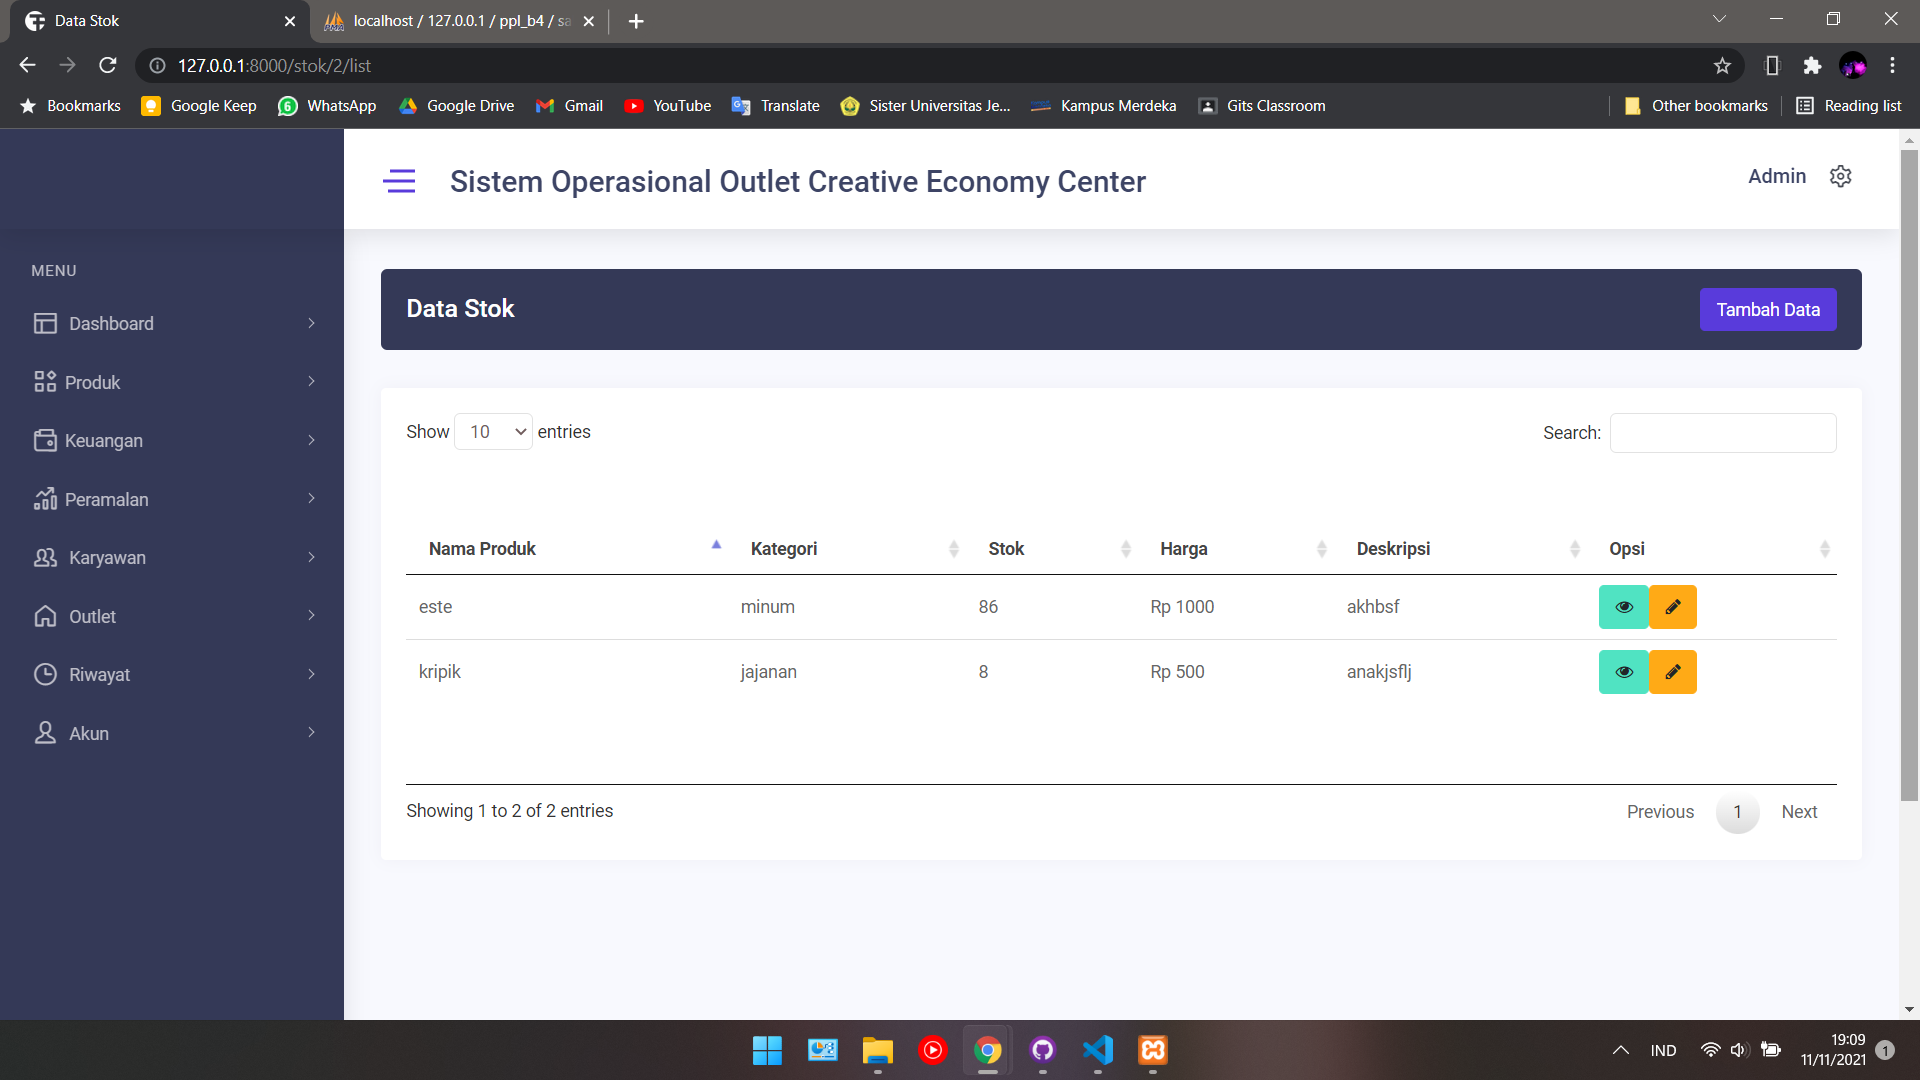 Data Stok
localhost / 127.0.0.1 / ppl_b4 / sa
127.0.0.1:8000/stok/2/list
Bookmarks Google Keep WhatsApp Google Drive Gmail YouTube Translate Sister Universitas Je... Kampus Merdeka Gits Classroom Other bookmarks Reading list
Sistem Operasional Outlet Creative Economy Center
Admin
MENU
Dashboard
Produk
Keuangan
Peramalan
Karyawan
Outlet
Riwayat
Akun
Data Stok
Tambah Data
Show 10 entries
Search:
Nama Produk Kategori Stok Harga Deskripsi Opsi
este minum 86 Rp 1000 akhbsf
kripik jajanan 8 Rp 500 anakjsflj
Showing 1 to 2 of 2 entries
Previous 1 Next
IND
19:09
11/11/2021
1